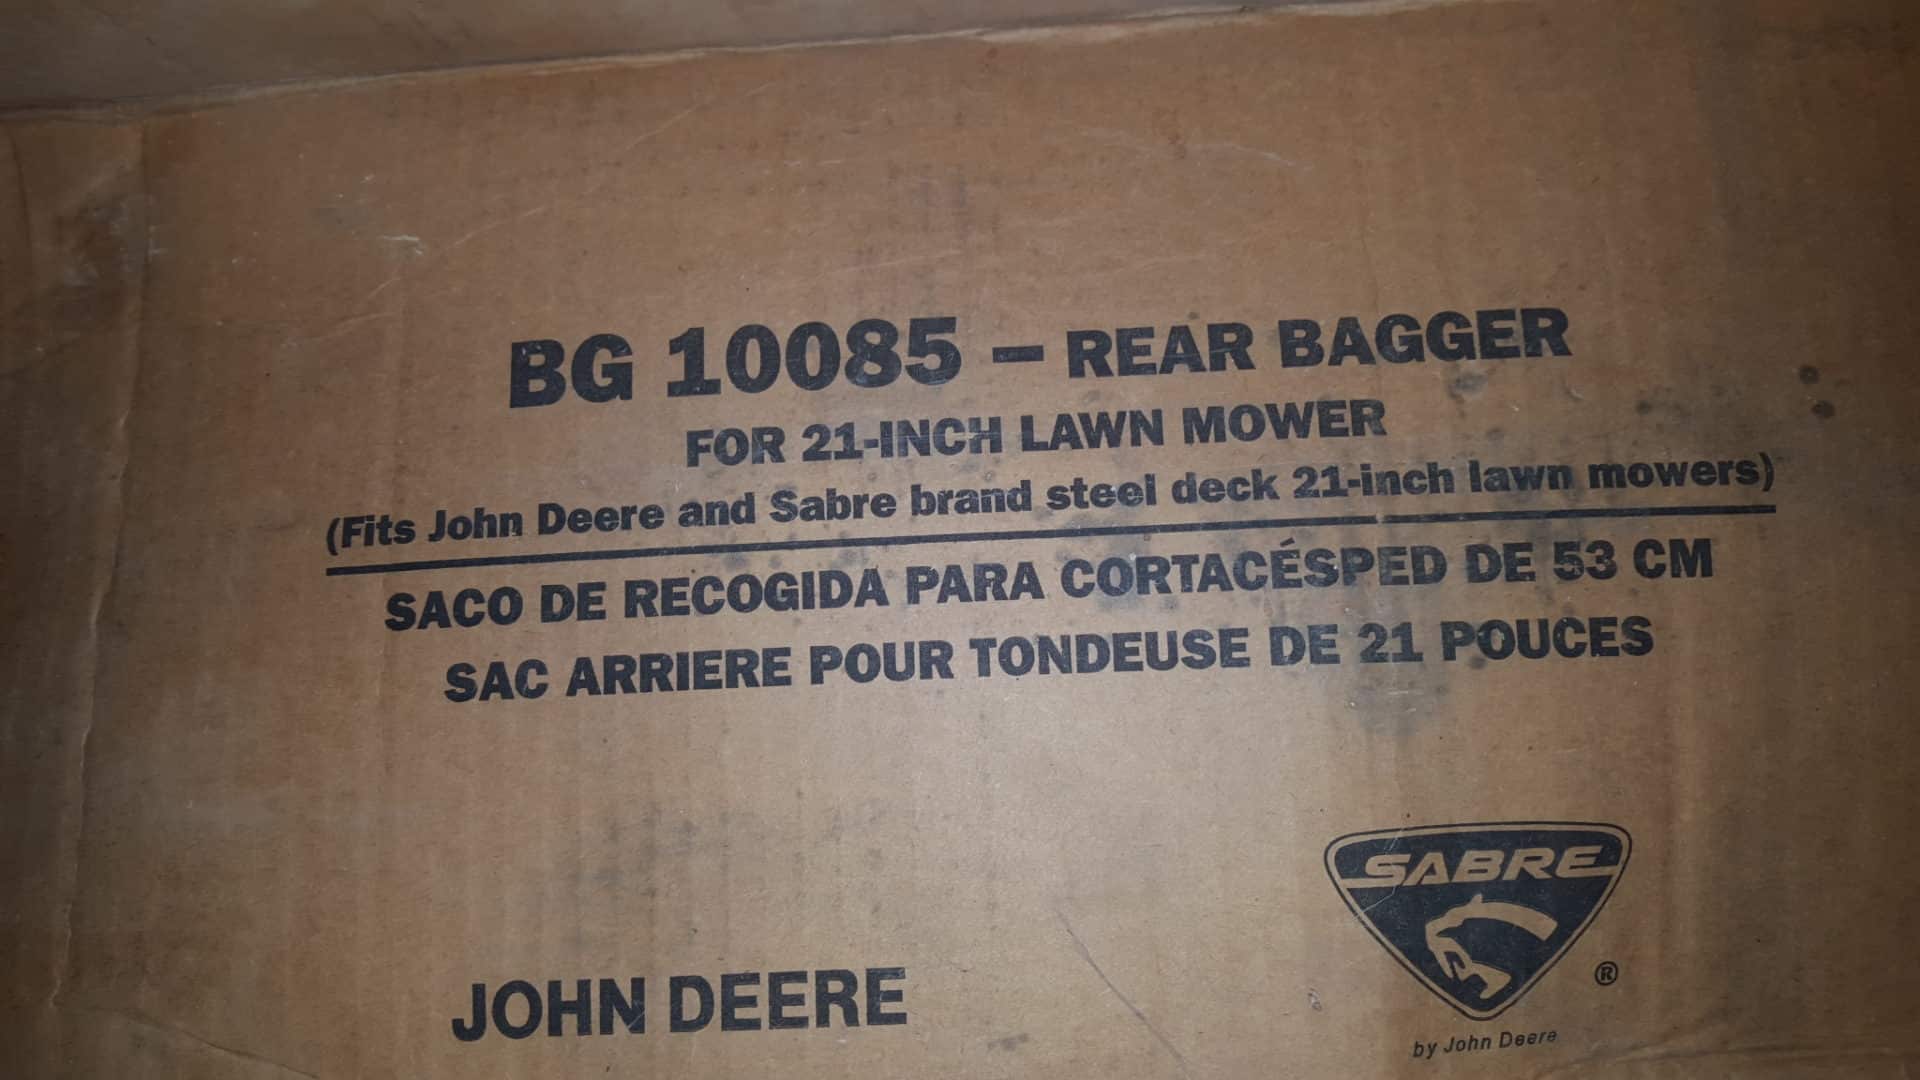 BG 10085 – REAR BAGGER
FOR 21-INCH LAWN MOWER
(Fits John Deere and Sabre brand steel deck 21-inch lawn mowers)
SACO DE RECOGIDA PARA CORTACÉSPED DE 53 CM
SAC ARRIERE POUR TONDEUSE DE 21 POUCES
JOHN DEERE
SABRE
®
by John Deere